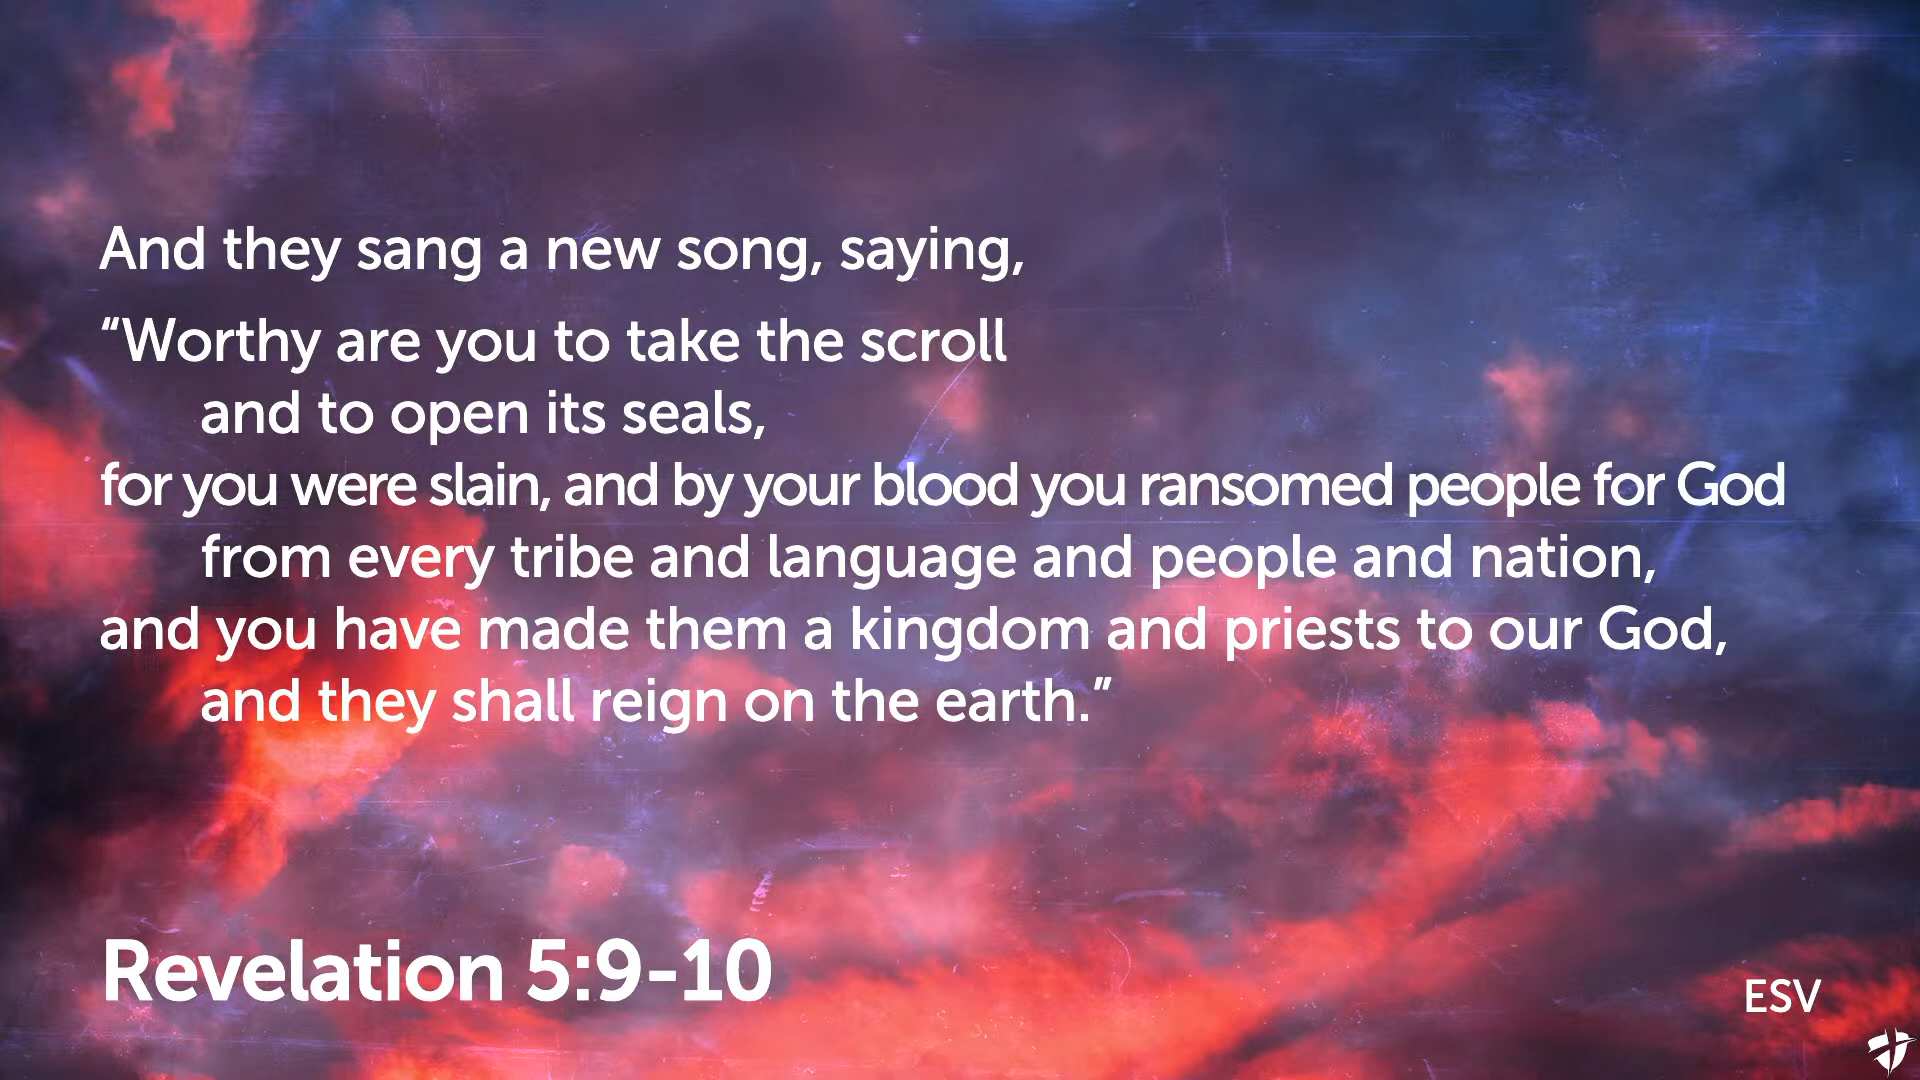 And they sang a new song, saying,
“Worthy are you to take the scroll
and to open its seals,
for you were slain, and by your blood you ransomed people for God
from every tribe and language and people and nation,
and you have made them a kingdom and priests to our God,
and they shall reign on the earth.”
Revelation 5:9-10
ESV